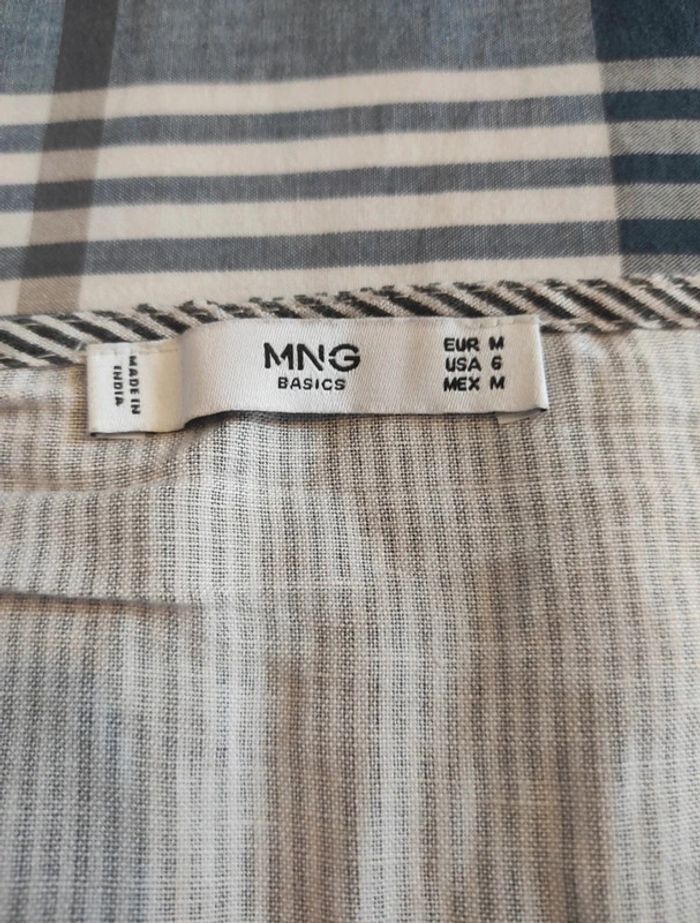 MNG
BASICS
EUR M
USA 6
MEX M
MADE IN
INDIA